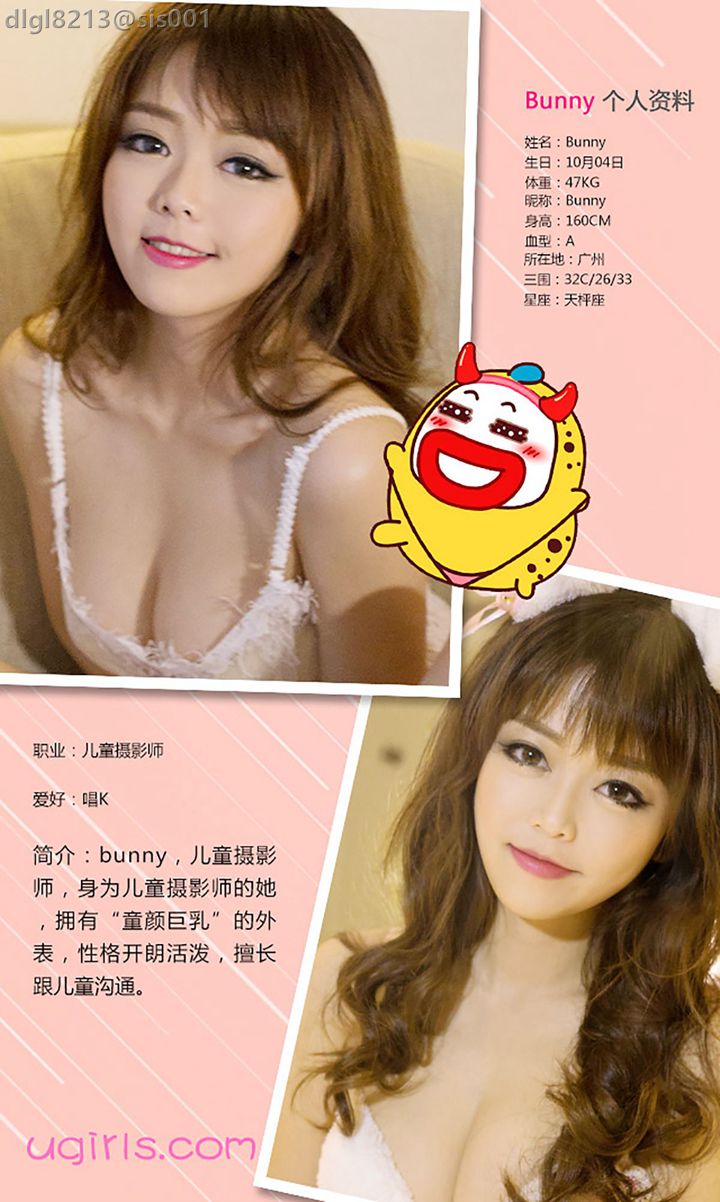 dlgl8213@sis001
Bunny 个人资料
姓名：Bunny
生日：10月04日
体重：47KG
昵称：Bunny
身高：160CM
血型：A
所在地：广州
三围：32C/26/33
星座：天秤座
职业：儿童摄影师
爱好：唱K
简介：bunny，儿童摄影
师，身为儿童摄影师的她
，拥有“童颜巨乳”的外
表，性格开朗活泼，擅长
跟儿童沟通。
ugirls.com